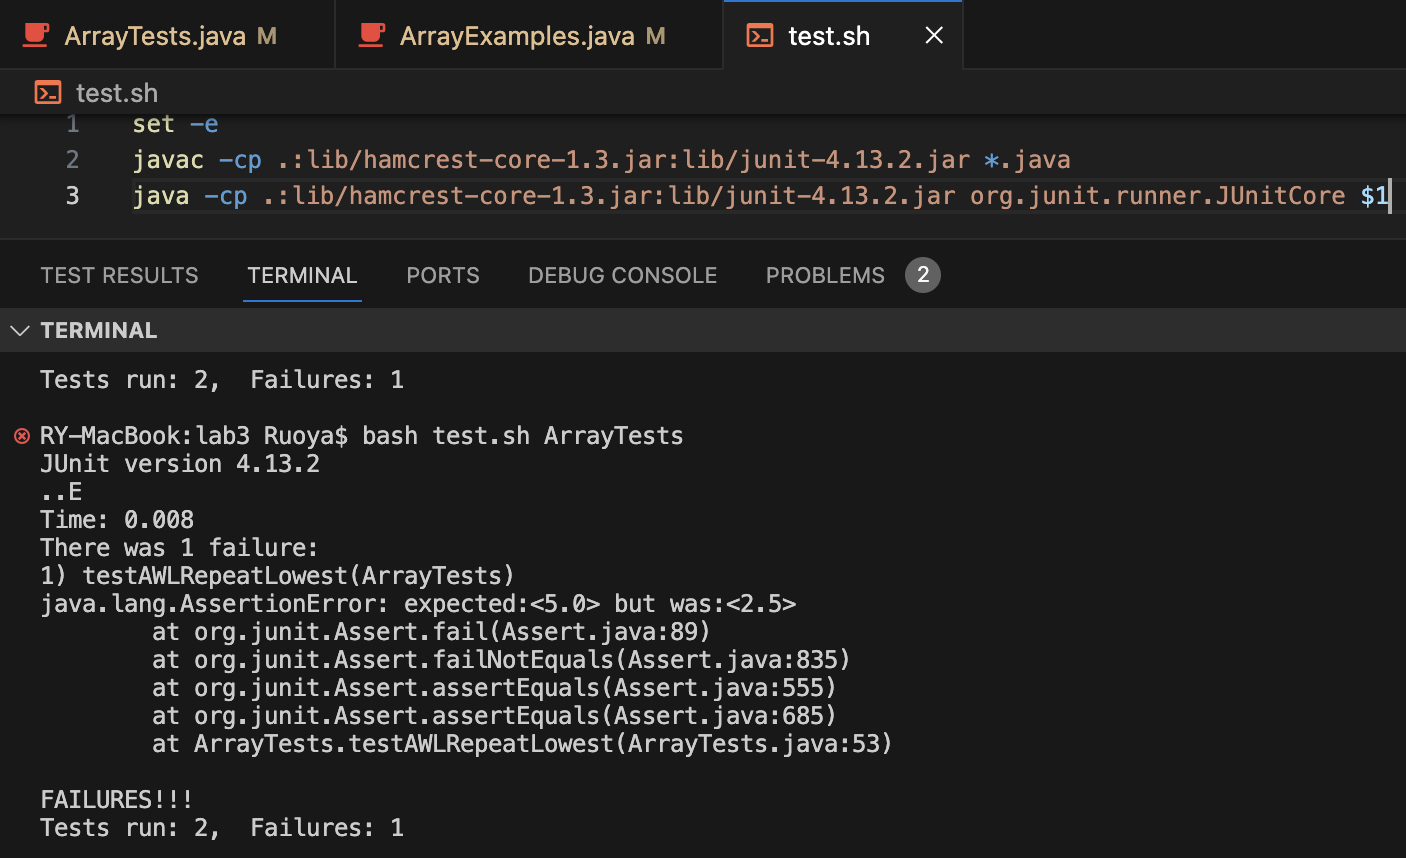 ArrayTests.java M ArrayExamples.java M test.sh
test.sh
1 set -e
2 javac -cp .:lib/hamcrest-core-1.3.jar:lib/junit-4.13.2.jar *.java
3 java -cp .:lib/hamcrest-core-1.3.jar:lib/junit-4.13.2.jar org.junit.runner.JUnitCore $1
TEST RESULTS TERMINAL PORTS DEBUG CONSOLE PROBLEMS 2
TERMINAL
Tests run: 2,  Failures: 1
RY-MacBook:lab3 Ruoya$ bash test.sh ArrayTests
JUnit version 4.13.2
..E
Time: 0.008
There was 1 failure:
1) testAWLRepeatLowest(ArrayTests)
java.lang.AssertionError: expected:<5.0> but was:<2.5>
        at org.junit.Assert.fail(Assert.java:89)
        at org.junit.Assert.failNotEquals(Assert.java:835)
        at org.junit.Assert.assertEquals(Assert.java:555)
        at org.junit.Assert.assertEquals(Assert.java:685)
        at ArrayTests.testAWLRepeatLowest(ArrayTests.java:53)
FAILURES!!!
Tests run: 2,  Failures: 1